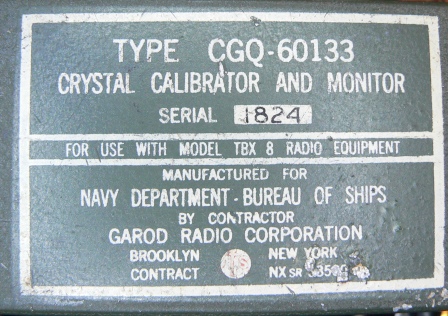 TYPE CGQ-60133
CRYSTAL CALIBRATOR AND MONITOR
SERIAL 1824
FOR USE WITH MODEL TBX 8 RADIO EQUIPMENT
MANUFACTURED FOR
NAVY DEPARTMENT - BUREAU OF SHIPS
BY CONTRACTOR
GAROD RADIO CORPORATION
BROOKLYN NEW YORK
CONTRACT NX SR